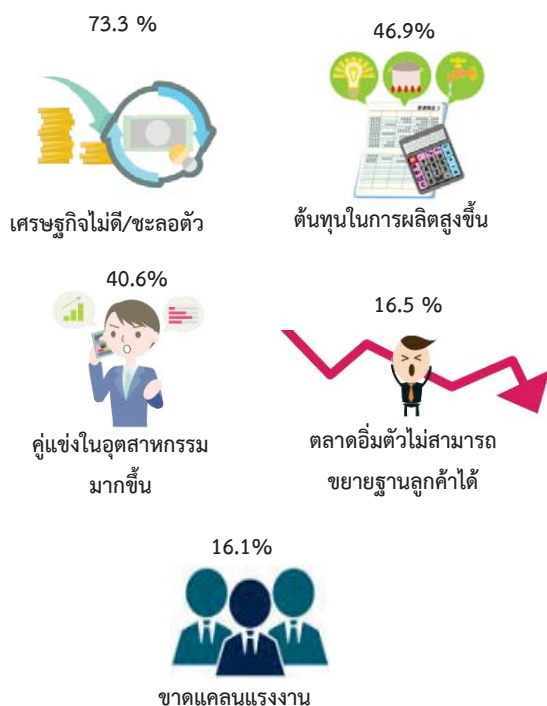 73.3 %
46.9%
เศรษฐกิจไม่ดี/ชะลอตัว
ต้นทุนในการผลิตสูงขึ้น
40.6%
16.5 %
คู่แข่งในอุตสาหกรรม
มากขึ้น
ตลาดอิ่มตัวไม่สามารถ
ขยายฐานลูกค้าได้
16.1%
ขาดแคลนแรงงาน